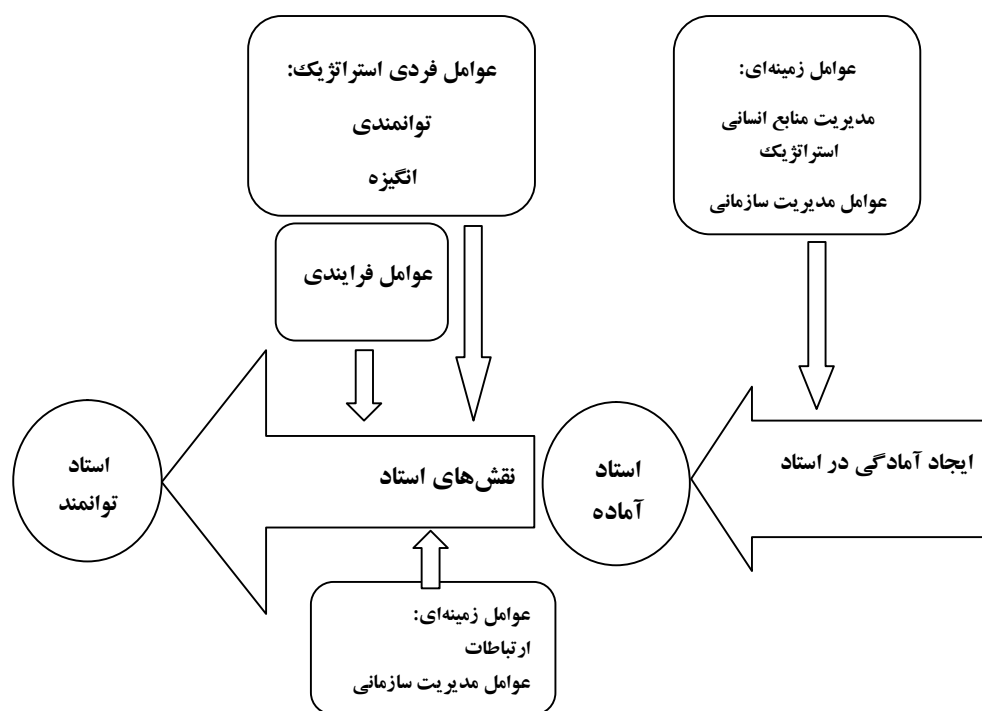 عوامل زمینه‌ای:
مدیریت منابع انسانی
استراتژیک
عوامل مدیریت سازمانی
عوامل فردی استراتژیک:
توانمندی
انگیزه
عوامل فرایندی
ایجاد آمادگی در استاد
استاد
آماده
نقش‌های استاد
استاد
توانمند
عوامل زمینه‌ای:
ارتباطات
عوامل مدیریت سازمانی